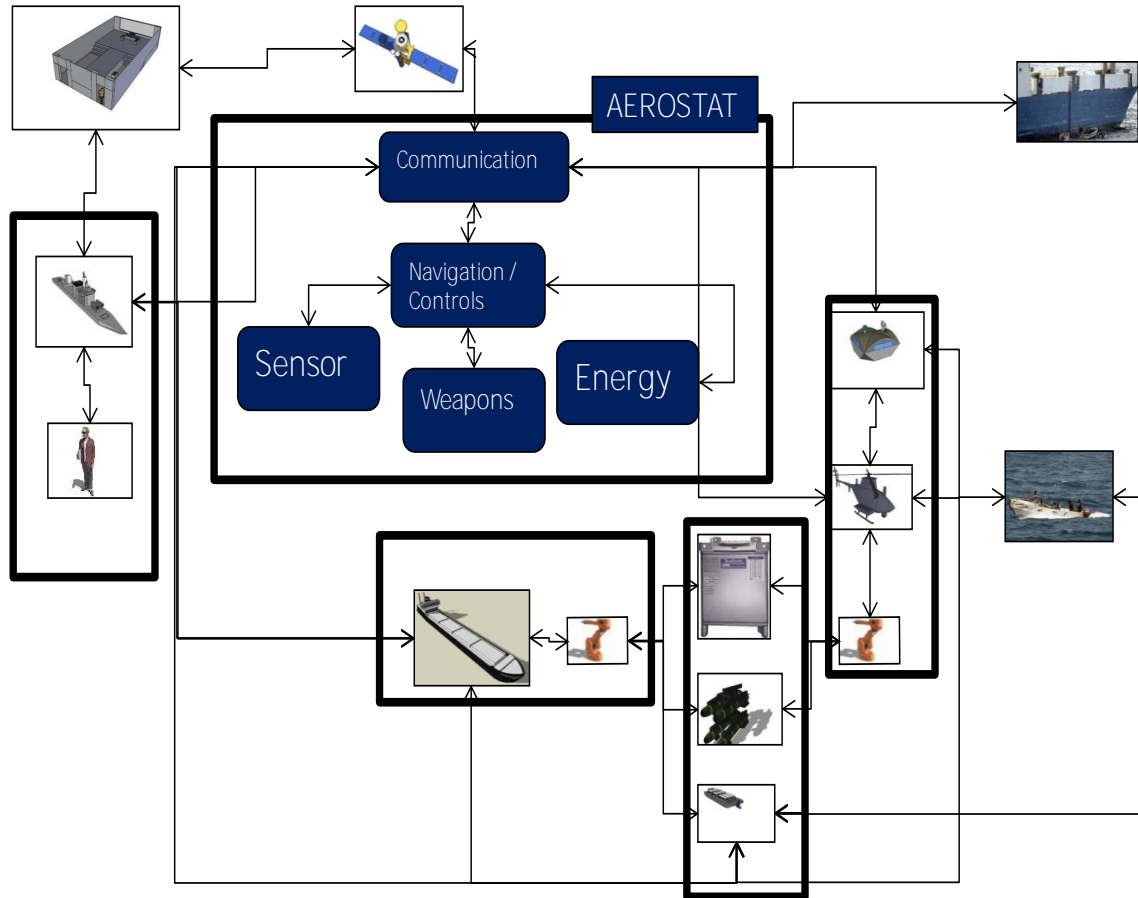 AEROSTAT
Communication
Navigation /
Controls
Sensor
Energy
Weapons